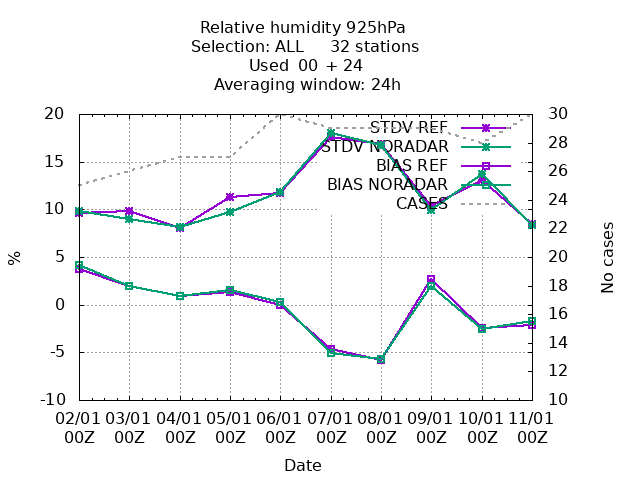 Relative humidity 925hPa
Selection: ALL 32 stations
Used 00 + 24
Averaging window: 24h
20
15
10
5
0
-5
-10
%
30
28
26
24
22
20
18
16
14
12
10
No cases
STDV REF
STDV NORADAR
BIAS REF
BIAS NORADAR
CASES
02/01 03/01 04/01 05/01 06/01 07/01 08/01 09/01 10/01 11/01
00Z 00Z 00Z 00Z 00Z 00Z 00Z 00Z 00Z 00Z
Date